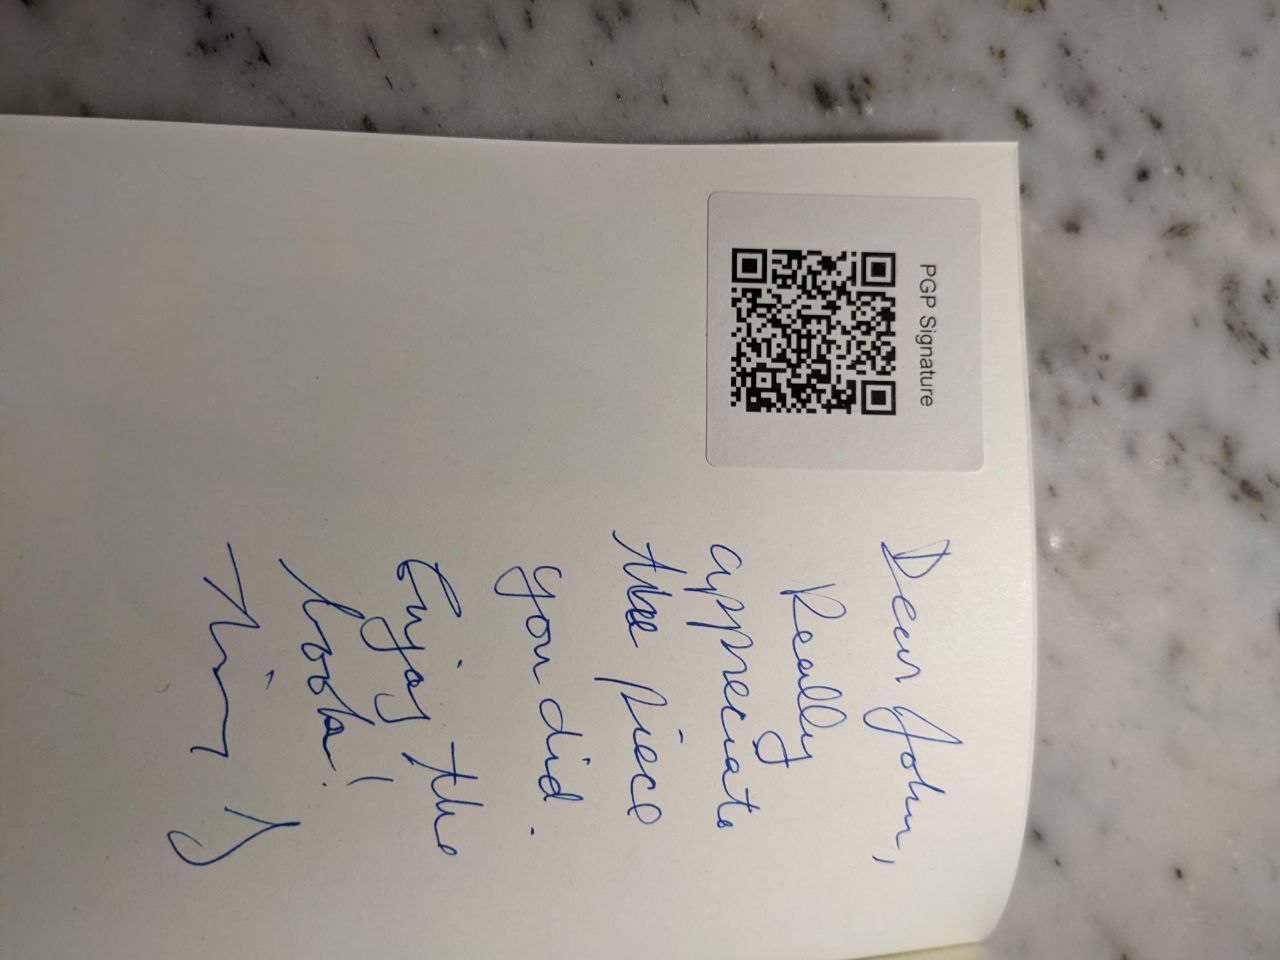 PGP Signature
Dear John,
Really
appreciate
the piece
you did.
Enjoy the
book!